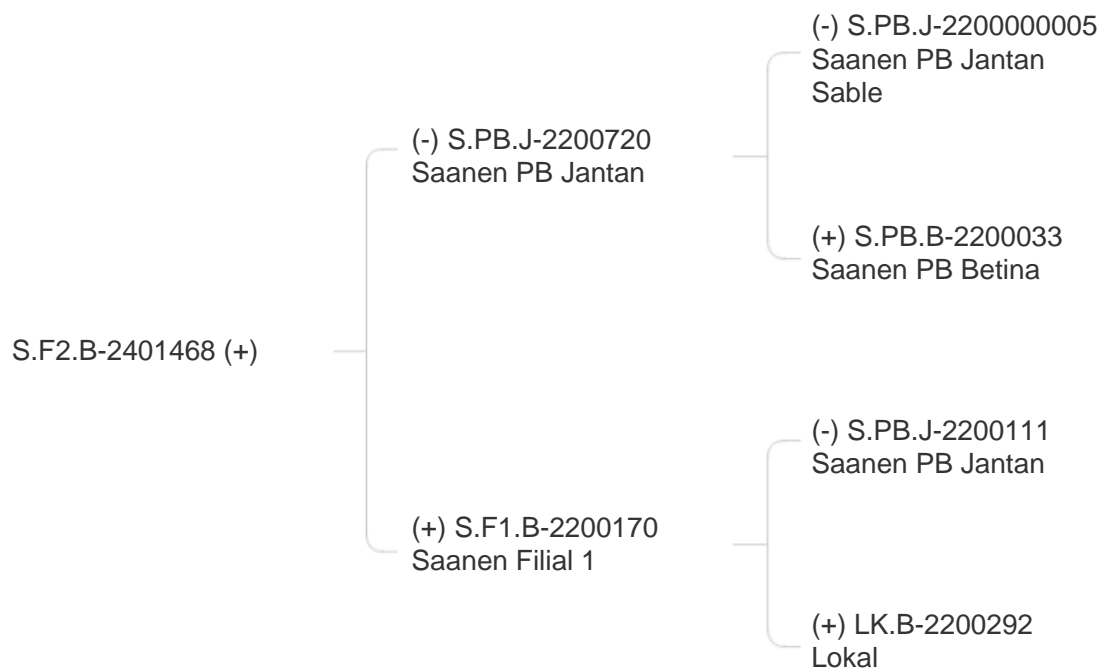 (-) S.PB.J-2200000005
Saanen PB Jantan
Sable
(-) S.PB.J-2200720
Saanen PB Jantan
(+) S.PB.B-2200033
Saanen PB Betina
S.F2.B-2401468 (+)
(-) S.PB.J-2200111
Saanen PB Jantan
(+) S.F1.B-2200170
Saanen Filial 1
(+) LK.B-2200292
Lokal